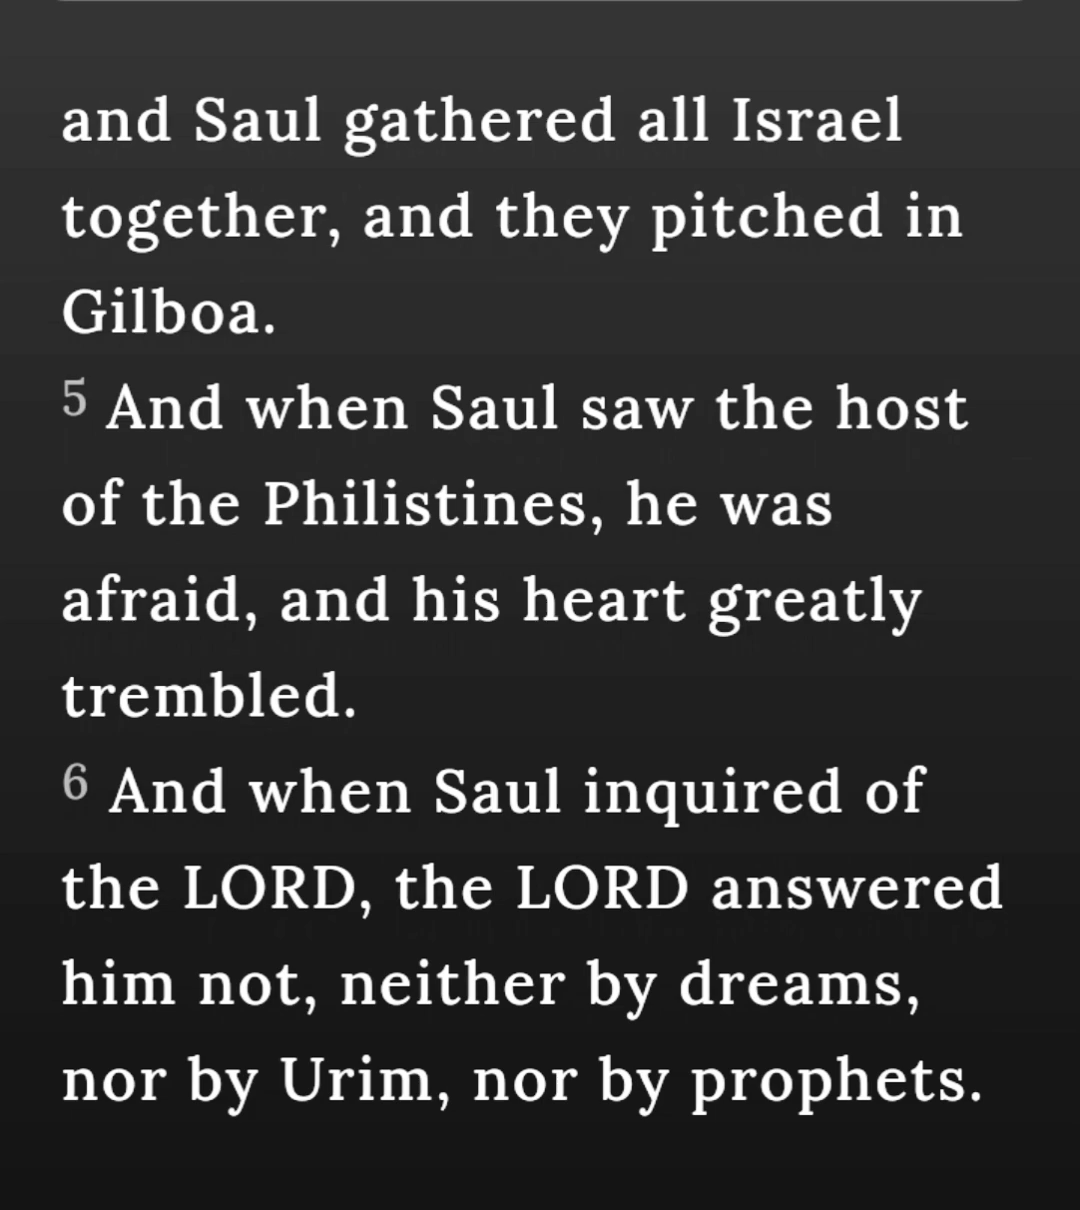 and Saul gathered all Israel
together, and they pitched in
Gilboa.
5 And when Saul saw the host
of the Philistines, he was
afraid, and his heart greatly
trembled.
6 And when Saul inquired of
the LORD, the LORD answered
him not, neither by dreams,
nor by Urim, nor by prophets.